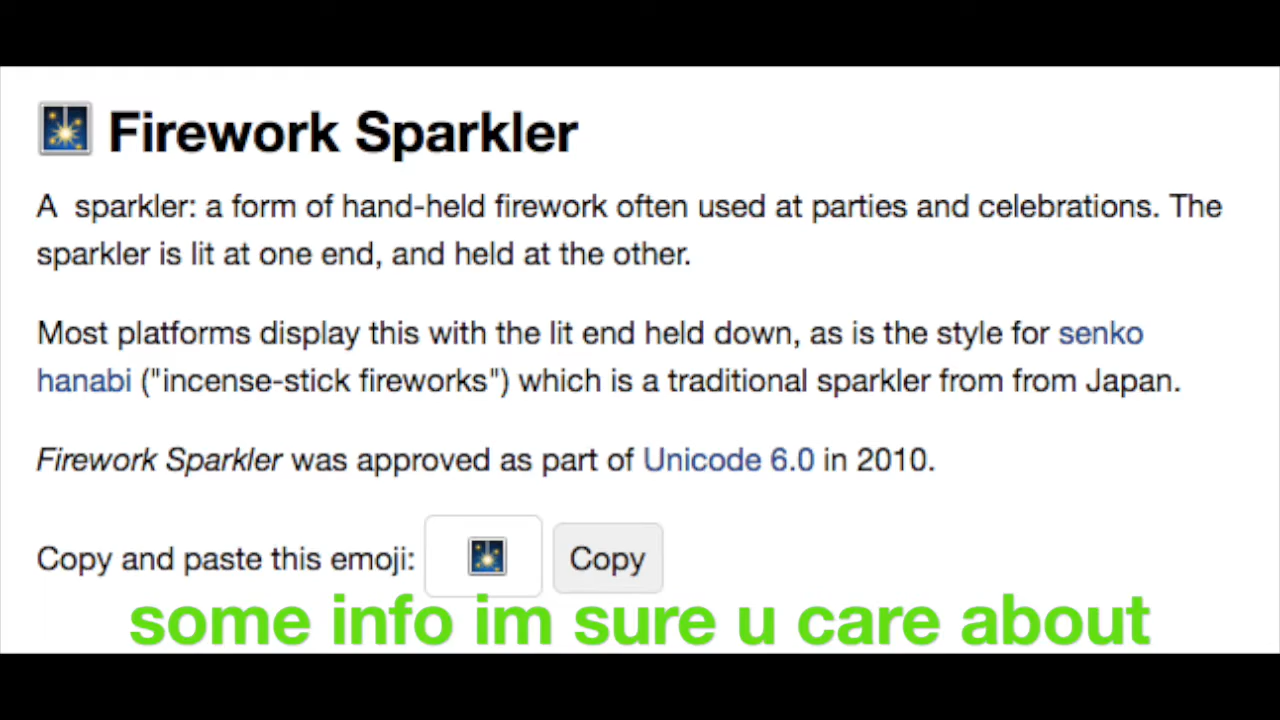 Firework Sparkler
A sparkler: a form of hand-held firework often used at parties and celebrations. The
sparkler is lit at one end, and held at the other.
Most platforms display this with the lit end held down, as is the style for senko
hanabi ("incense-stick fireworks") which is a traditional sparkler from from Japan.
Firework Sparkler was approved as part of Unicode 6.0 in 2010.
Copy and paste this emoji: Copy
some info im sure u care about